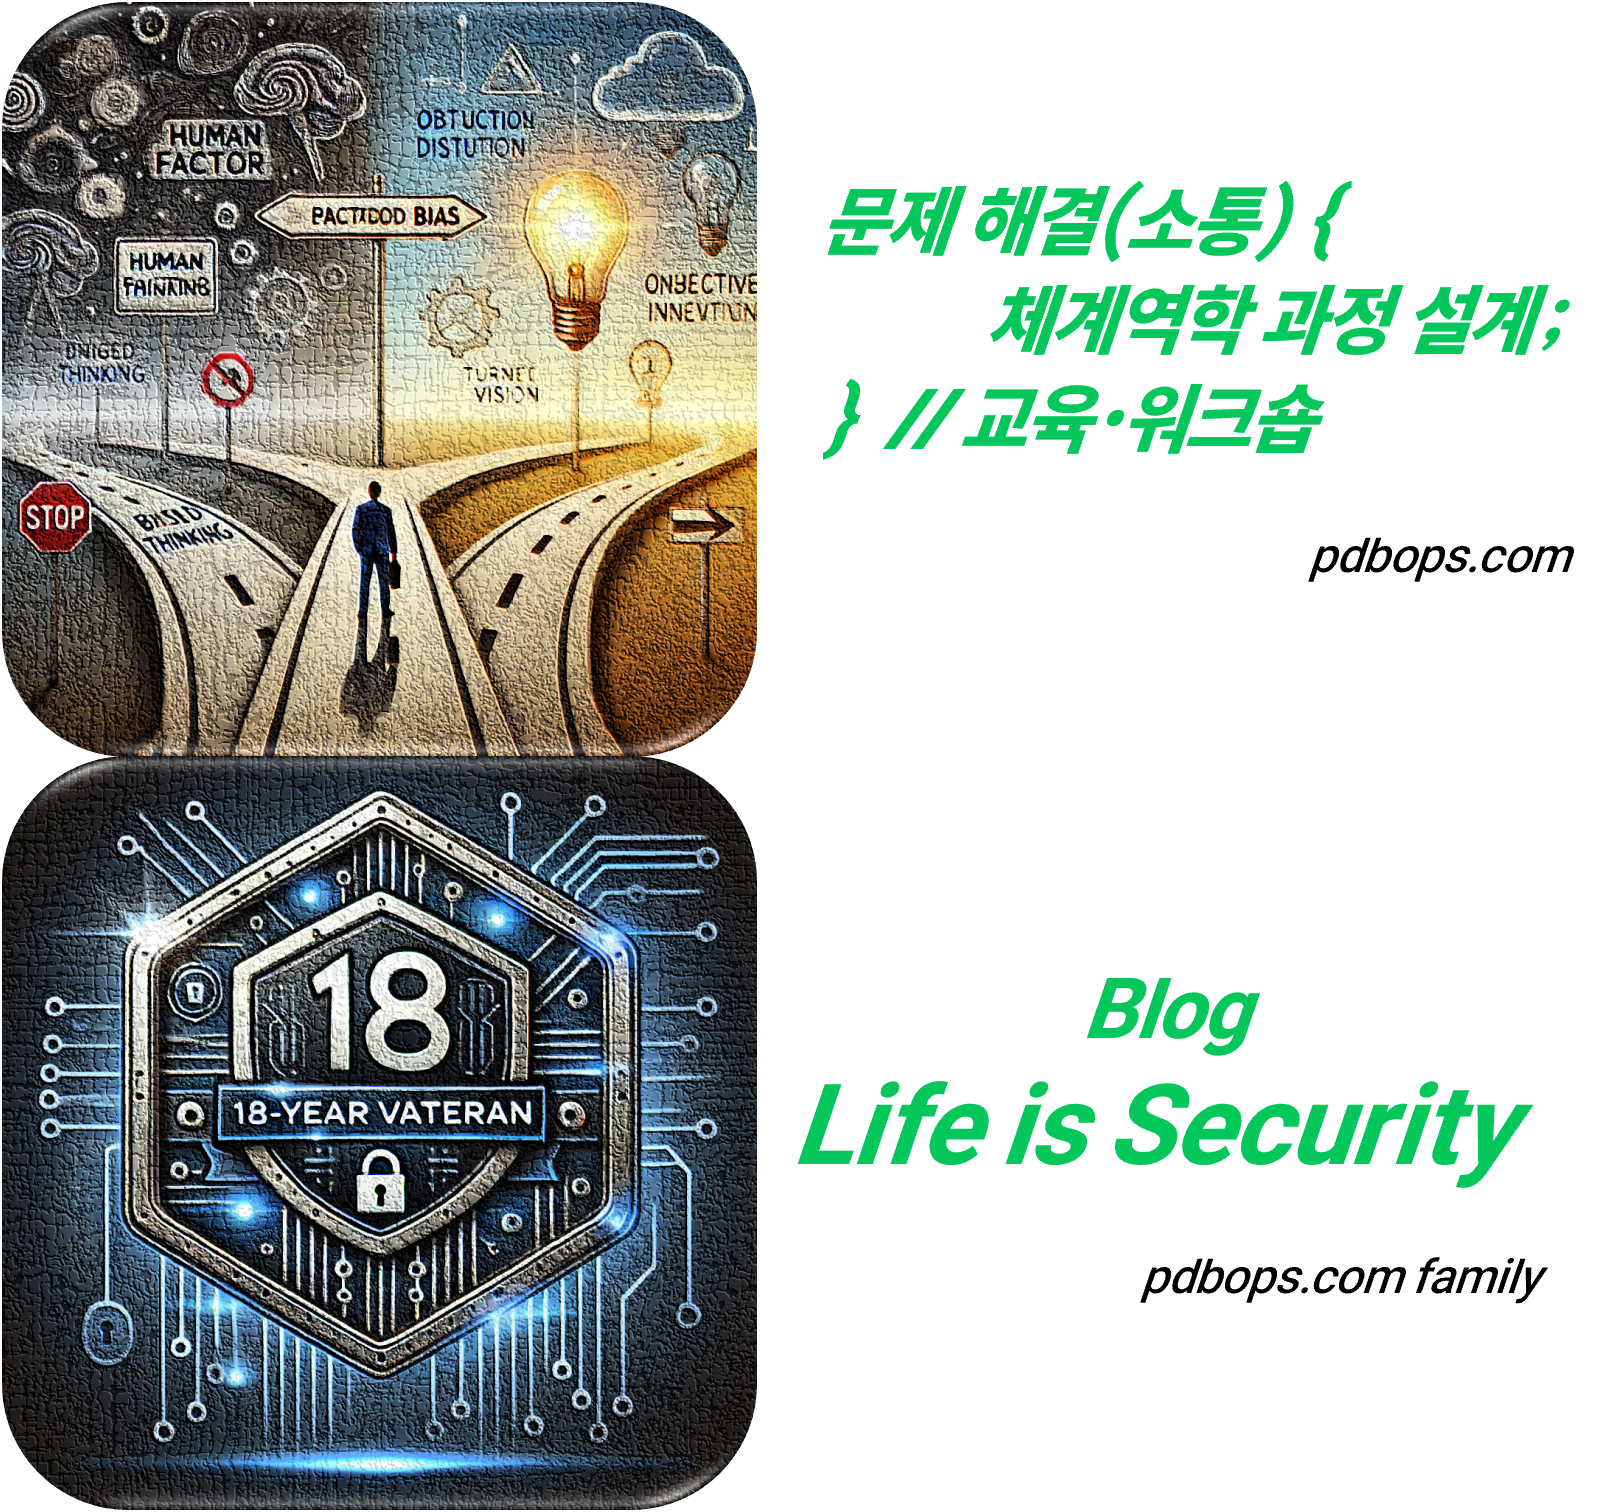 HUMAN
FACTOR
OBTUCTION
DISTUTION
PACTIDOD BIAS
HUMAN
FAINKING
ONBECTIVE
INNEVTIUN
BNIGED
THINKING
TURNET
VISION
STOP
BIASED
THINKING
문제 해결(소통) {
체계역학 과정 설계;
} // 교육·워크숍
pdbops.com
18
18-YEAR VATERAN
Blog
Life is Security
pdbops.com family